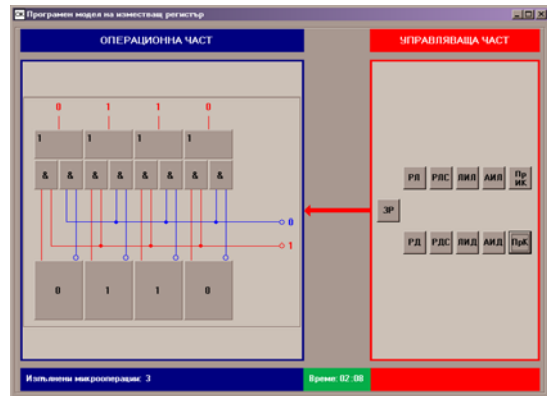 Програмен модел на изместващ регистър
ОПЕРАЦИОННА ЧАСТ
УПРАВЛЯВАЩА ЧАСТ
0 1 1 0
1 1 1 1
& & & & & & & &
0
1
0 1 1 0
РЛ РЛС ЛИЛ АИЛ Пр ИК
ЗР
РД РДС ЛИД АИД ПрК
Изпълнени микрооперации: 3
Време: 02:08